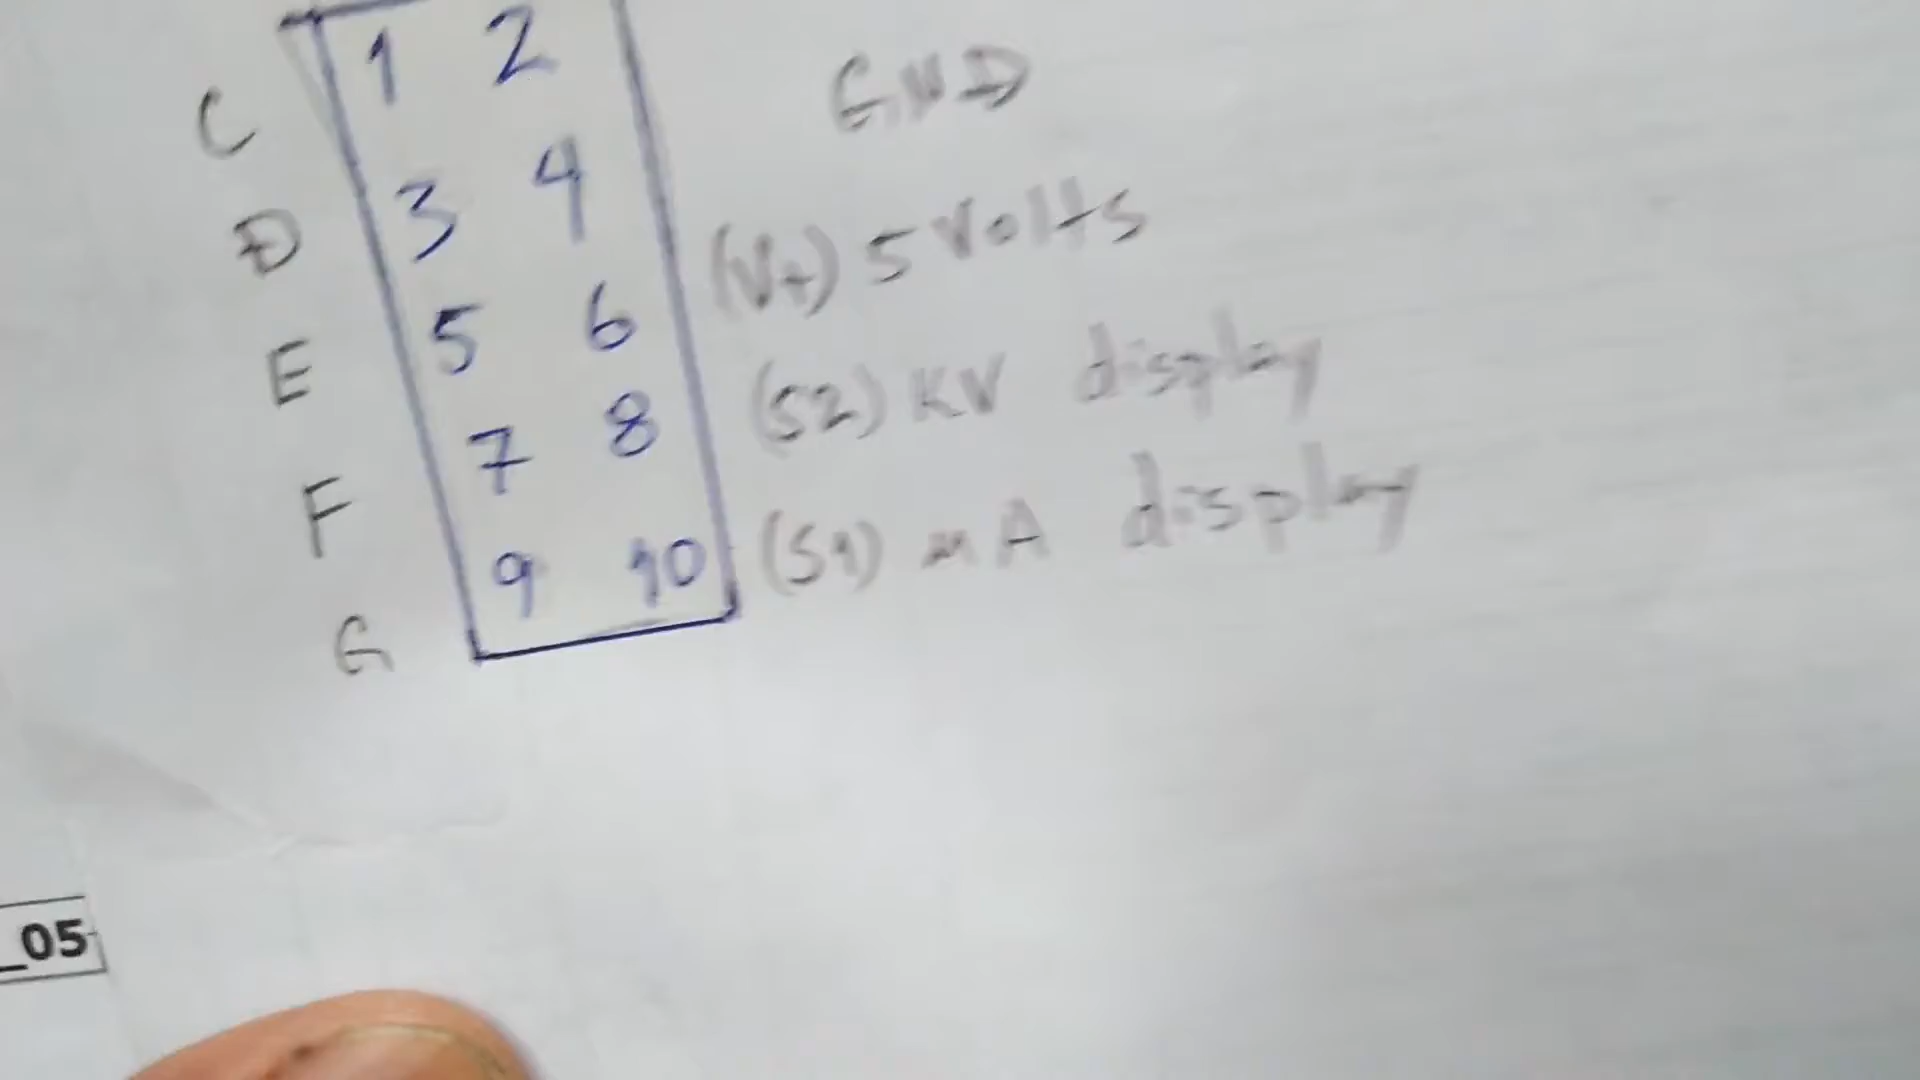 1 2
C GND
3 4
D (V+) 5 Volts
5 6
E (S2) KV display
7 8
F (S1) mA display
9 10
G
_05